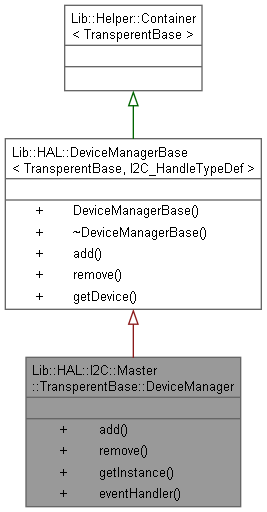 Lib::Helper::Container
< TransperentBase >
Lib::HAL::DeviceManagerBase
< TransperentBase, I2C_HandleTypeDef >
+ DeviceManagerBase()
+ ~DeviceManagerBase()
+ add()
+ remove()
+ getDevice()
Lib::HAL::I2C::Master
::TransperentBase::DeviceManager
+ add()
+ remove()
+ getInstance()
+ eventHandler()